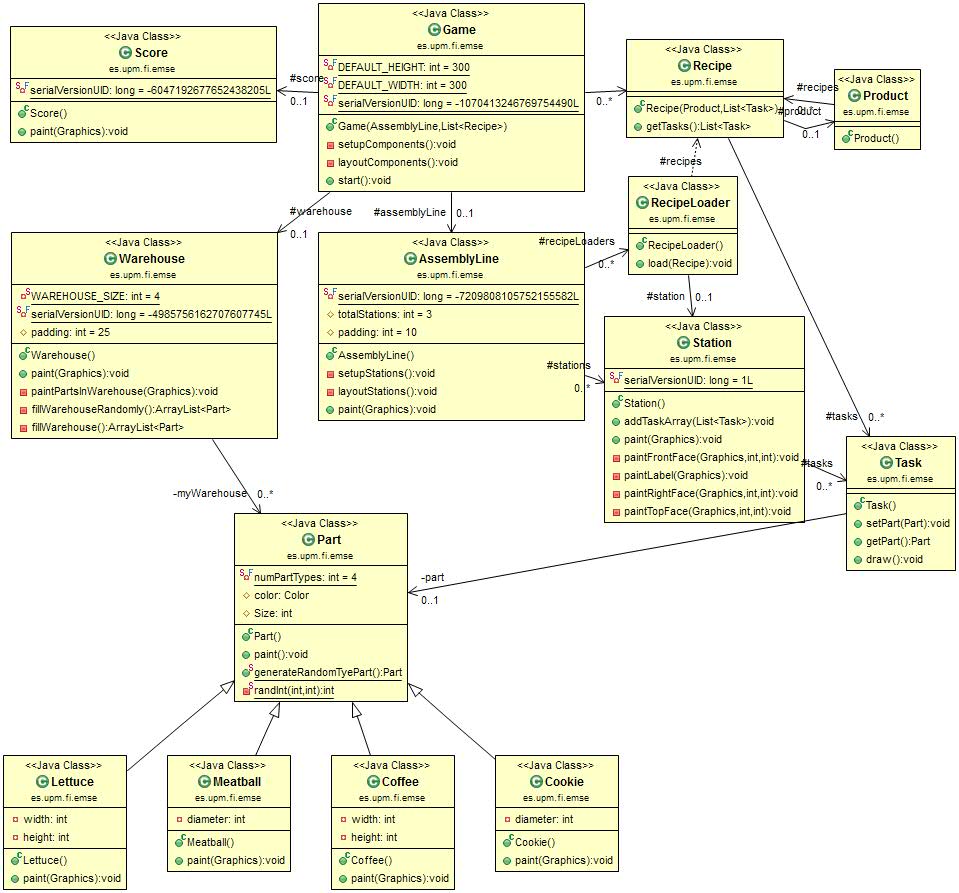 <<Java Class>>
Score
es.upm.fi.emse
serialVersionUID: long = -6047192677652438205L
Score()
paint(Graphics):void
#score
0..1
<<Java Class>>
Game
es.upm.fi.emse
DEFAULT_HEIGHT: int = 300
DEFAULT_WIDTH: int = 300
serialVersionUID: long = -1070413246769754490L
Game(AssemblyLine,List<Recipe>)
setupComponents():void
layoutComponents():void
start():void
0..*
<<Java Class>>
Recipe
es.upm.fi.emse
Recipe(Product,List<Task>)
getTasks():List<Task>
#recipes
0..*
#product
0..1
<<Java Class>>
Product
es.upm.fi.emse
Product()
#recipes
#warehouse
0..1
#assemblyLine
0..1
<<Java Class>>
RecipeLoader
es.upm.fi.emse
RecipeLoader()
load(Recipe):void
#recipeLoaders
0..*
#station
0..1
<<Java Class>>
Warehouse
es.upm.fi.emse
WAREHOUSE_SIZE: int = 4
serialVersionUID: long = -4985756162707607745L
padding: int = 25
Warehouse()
paint(Graphics):void
paintPartsInWarehouse(Graphics):void
fillWarehouseRandomly():ArrayList<Part>
fillWarehouse():ArrayList<Part>
<<Java Class>>
AssemblyLine
es.upm.fi.emse
serialVersionUID: long = -7209808105752155582L
totalStations: int = 3
padding: int = 10
AssemblyLine()
setupStations():void
layoutStations():void
paint(Graphics):void
#stations
0..*
<<Java Class>>
Station
es.upm.fi.emse
serialVersionUID: long = 1L
Station()
addTaskArray(List<Task>):void
paint(Graphics):void
paintFrontFace(Graphics,int,int):void
paintLabel(Graphics):void
paintRightFace(Graphics,int,int):void
paintTopFace(Graphics,int,int):void
#tasks
0..*
#tasks
0..*
<<Java Class>>
Task
es.upm.fi.emse
Task()
setPart(Part):void
getPart():Part
draw():void
-myWarehouse
0..*
-part
0..1
<<Java Class>>
Part
es.upm.fi.emse
numPartTypes: int = 4
color: Color
Size: int
Part()
paint():void
generateRandomTyePart():Part
randInt(int,int):int
<<Java Class>>
Lettuce
es.upm.fi.emse
width: int
height: int
Lettuce()
paint(Graphics):void
<<Java Class>>
Meatball
es.upm.fi.emse
diameter: int
Meatball()
paint(Graphics):void
<<Java Class>>
Coffee
es.upm.fi.emse
width: int
height: int
Coffee()
paint(Graphics):void
<<Java Class>>
Cookie
es.upm.fi.emse
diameter: int
Cookie()
paint(Graphics):void